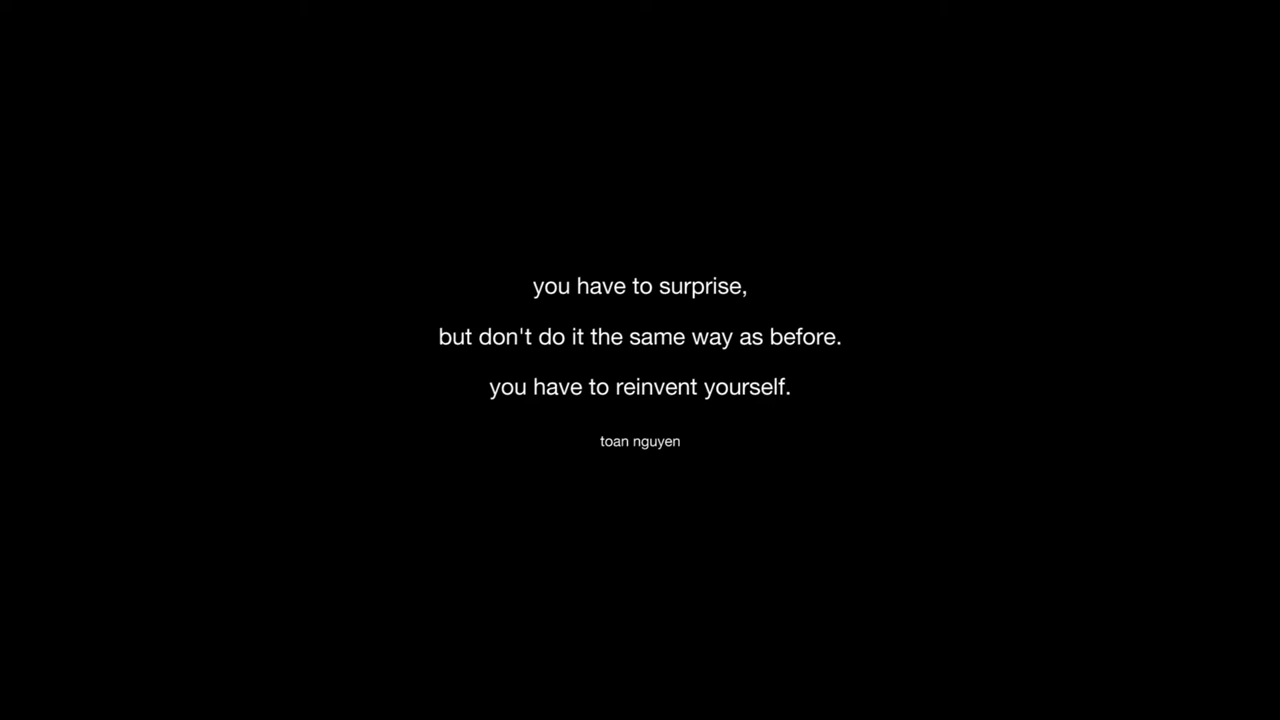 you have to surprise,
but don't do it the same way as before.
you have to reinvent yourself.
toan nguyen